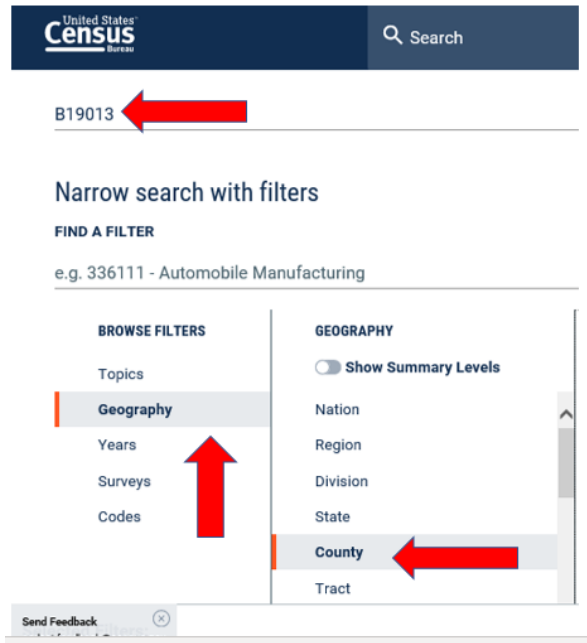 United States®
Census
Bureau
Search
B19013
Narrow search with filters
FIND A FILTER
e.g. 336111 - Automobile Manufacturing
BROWSE FILTERS
Topics
Geography
Years
Surveys
Codes
GEOGRAPHY
Show Summary Levels
Nation
Region
Division
State
County
Tract
Send Feedback